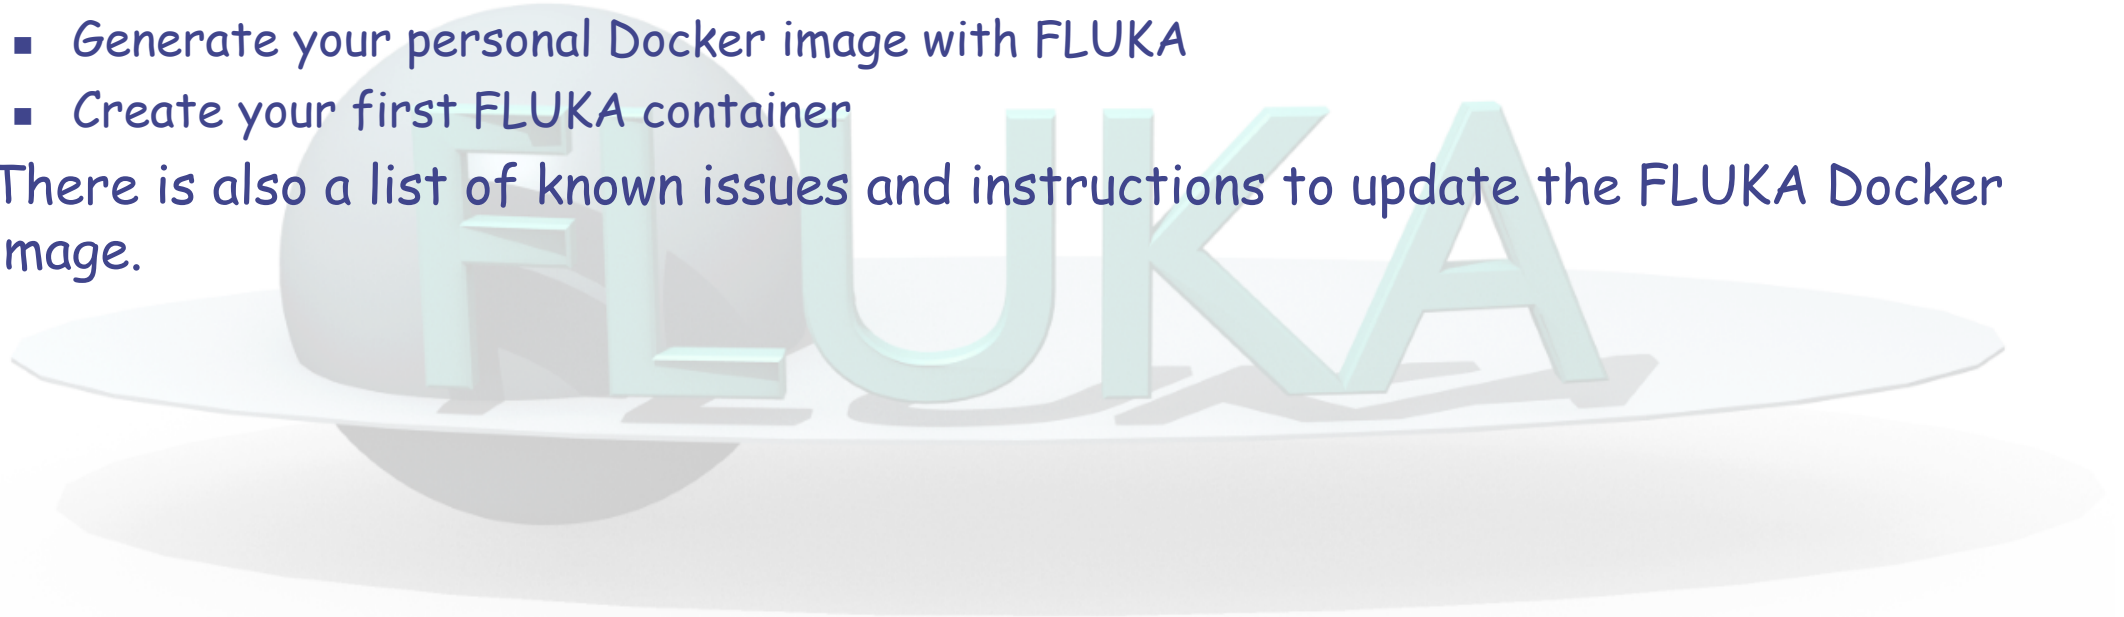 ▪ Generate your personal Docker image with FLUKA
▪ Create your first FLUKA container
There is also a list of known issues and instructions to update the FLUKA Docker
mage.
FLUKA